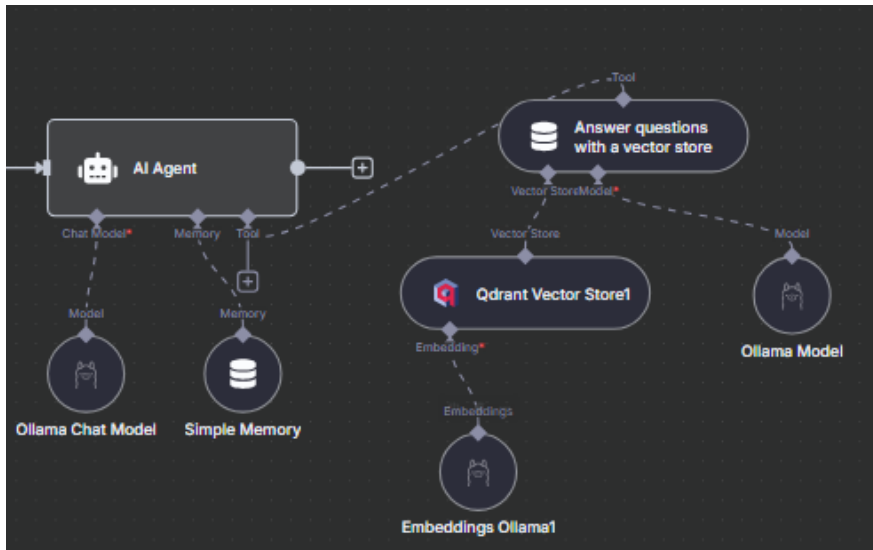 Tool
Answer questions
with a vector store
AI Agent
Vector Store
Model*
Chat Model*
Memory
Tool
Vector Store
Model
Qdrant Vector Store1
Model
Memory
Embedding*
Ollama Model
Embeddings
Ollama Chat Model
Simple Memory
Embeddings Ollama1